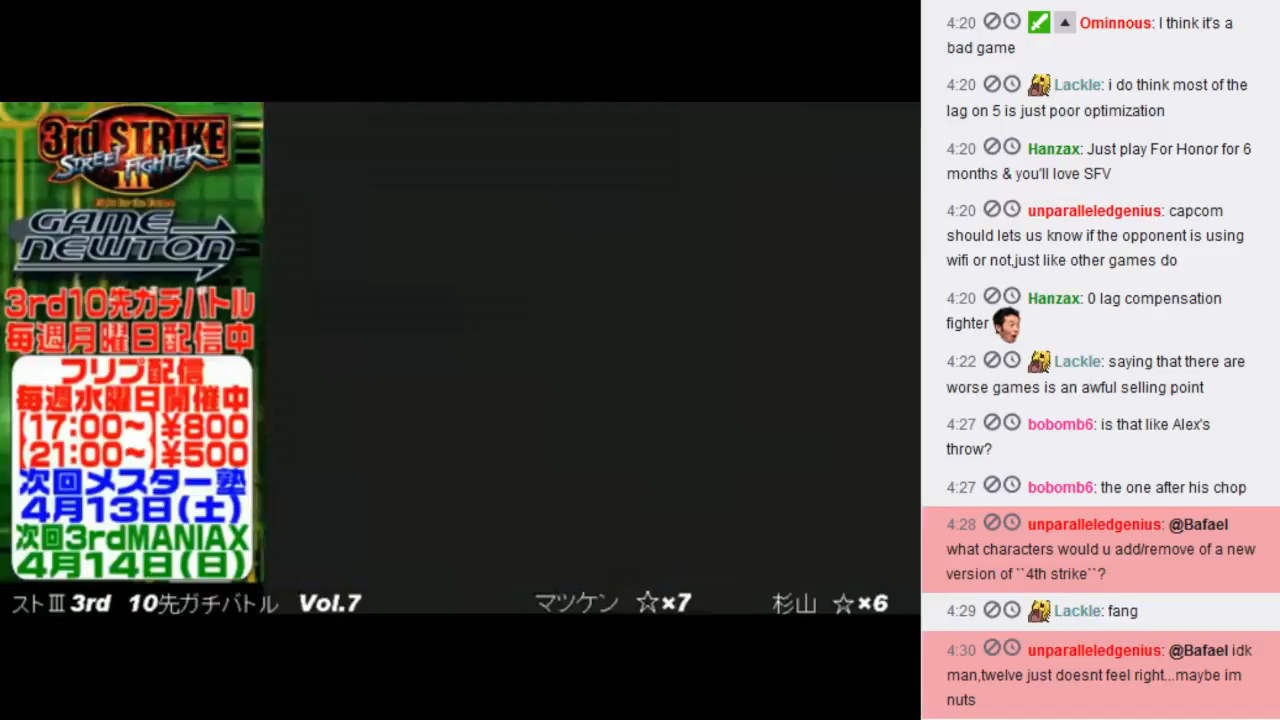 3rd STRIKE
STREET FIGHTER
III
GAME
NEWTON
3rd10先ガチバトル
毎週月曜日配信中
フリプ配信
毎週水曜日開催中
[17:00~]¥800
[21:00~]¥500
次回メスター塾
4月13日(土)
次回3rdMANIAX
4月14日(日)
ストⅢ 3rd 10先ガチバトル Vol.7 マツケン ☆×7 杉山 ☆×6
4:20 Ominnous: I think it's a
bad game
4:20 Lackle: i do think most of the
lag on 5 is just poor optimization
4:20 Hanzax: Just play For Honor for 6
months & you'll love SFV
4:20 unparalleledgenius: capcom
should lets us know if the opponent is using
wifi or not,just like other games do
4:20 Hanzax: 0 lag compensation
fighter
4:22 Lackle: saying that there are
worse games is an awful selling point
4:27 bobomb6: is that like Alex's
throw?
4:27 bobomb6: the one after his chop
4:28 unparalleledgenius: @Bafael
what characters would u add/remove of a new
version of ``4th strike``?
4:29 Lackle: fang
4:30 unparalleledgenius: @Bafael idk
man,twelve just doesnt feel right...maybe im
nuts